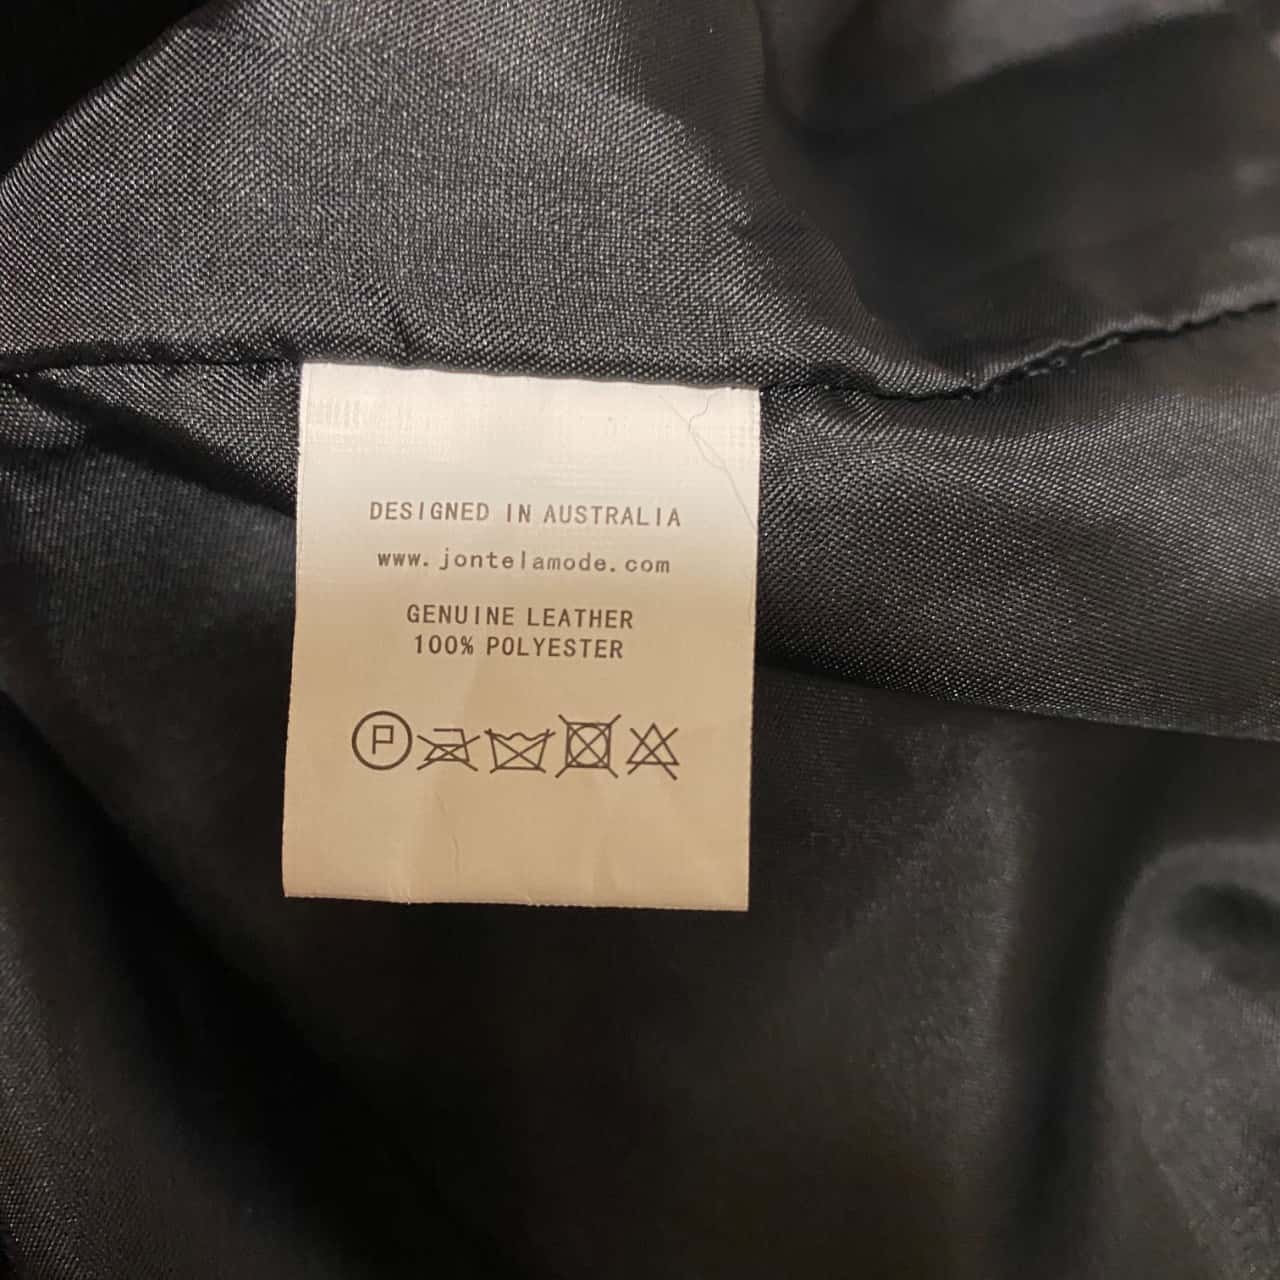 DESIGNED IN AUSTRALIA
www.jontelamode.com
GENUINE LEATHER
100% POLYESTER
P